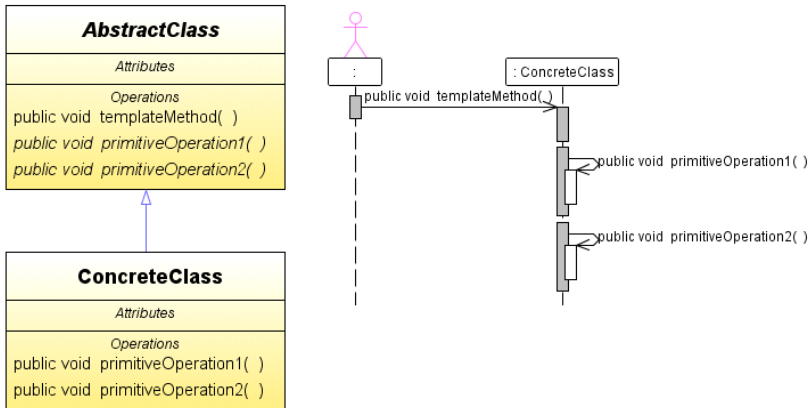 AbstractClass
Attributes
Operations
public void templateMethod( )
public void primitiveOperation1( )
public void primitiveOperation2( )
ConcreteClass
Attributes
Operations
public void primitiveOperation1( )
public void primitiveOperation2( )
:
: ConcreteClass
public void templateMethod( )
public void primitiveOperation1( )
public void primitiveOperation2( )